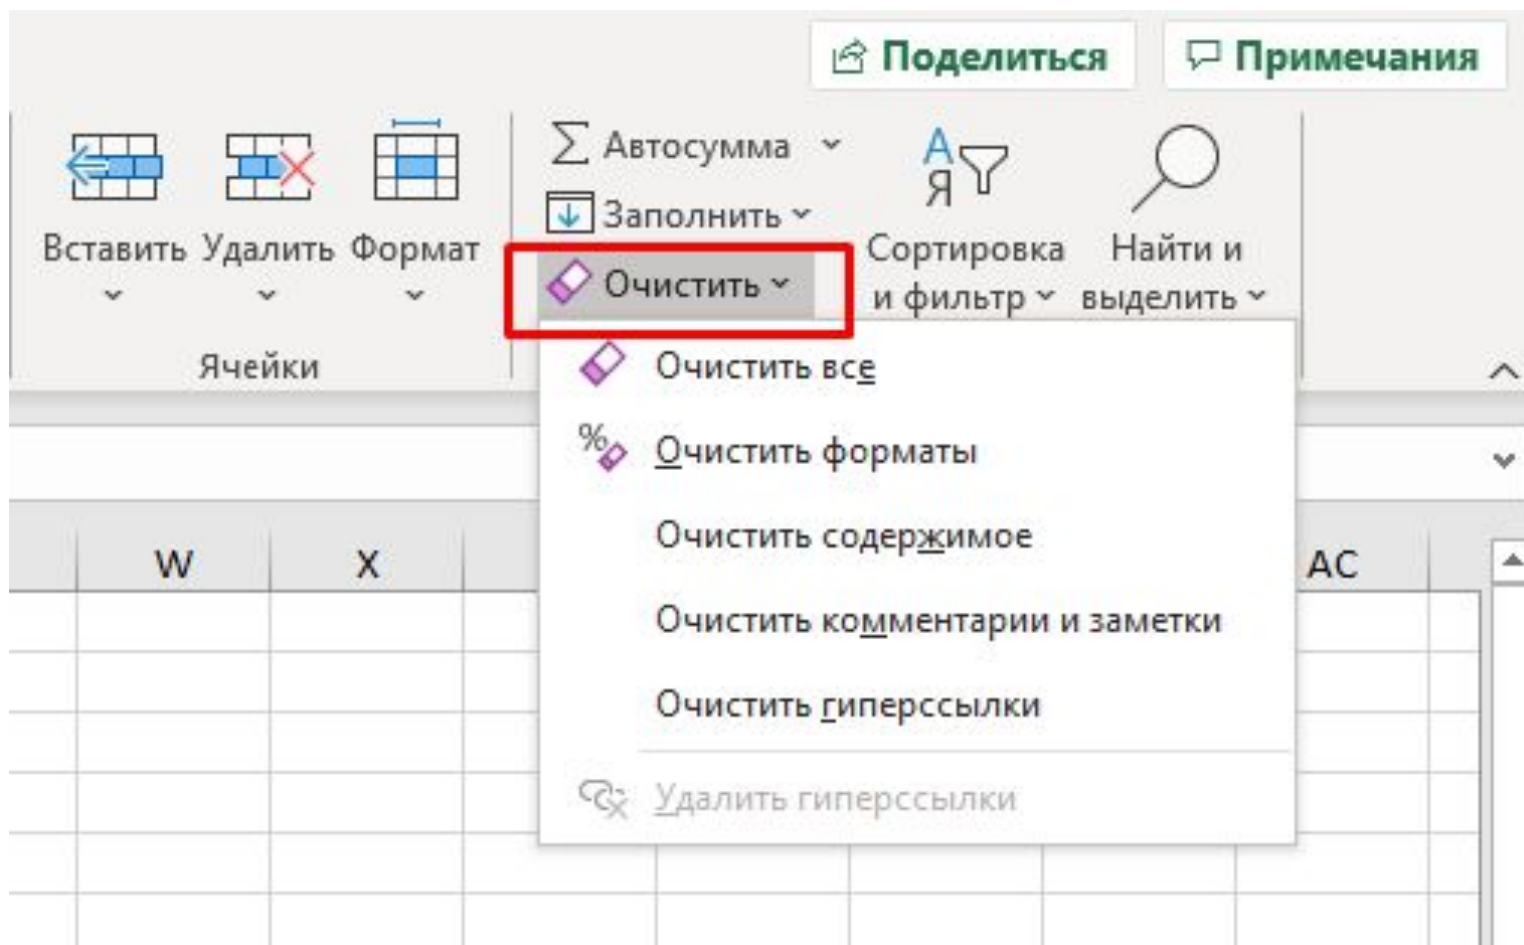 Поделиться
Примечания
Автосумма
Заполнить
Очистить
Вставить
Удалить
Формат
Сортировка
и фильтр
Найти и
выделить
Ячейки
Очистить все
% Очистить форматы
Очистить содержимое
Очистить комментарии и заметки
Очистить гиперссылки
Удалить гиперссылки
W
X
AC